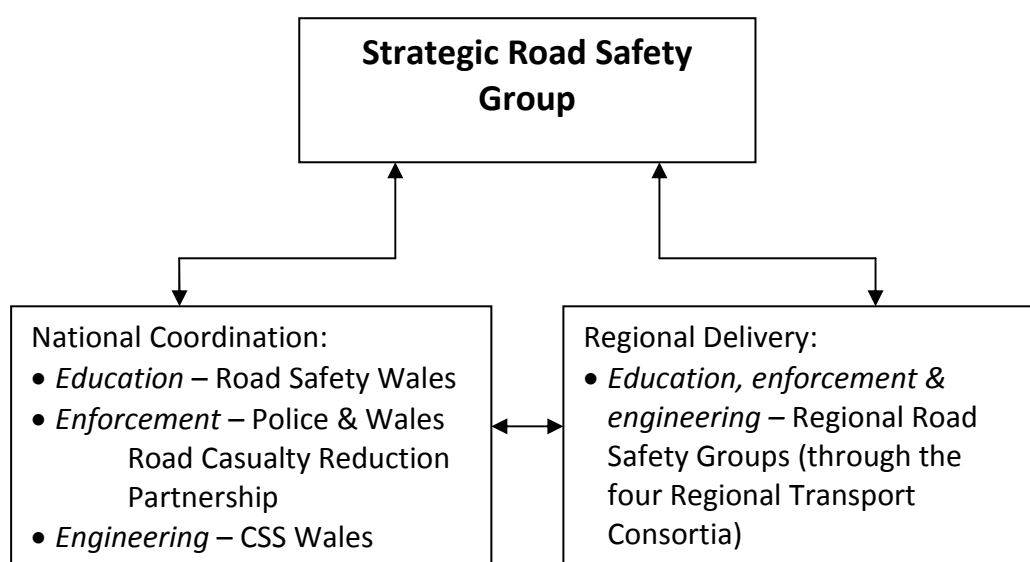 Strategic Road Safety
Group
National Coordination:
• Education – Road Safety Wales
• Enforcement – Police & Wales
Road Casualty Reduction
Partnership
• Engineering – CSS Wales
Regional Delivery:
• Education, enforcement &
engineering – Regional Road
Safety Groups (through the
four Regional Transport
Consortia)